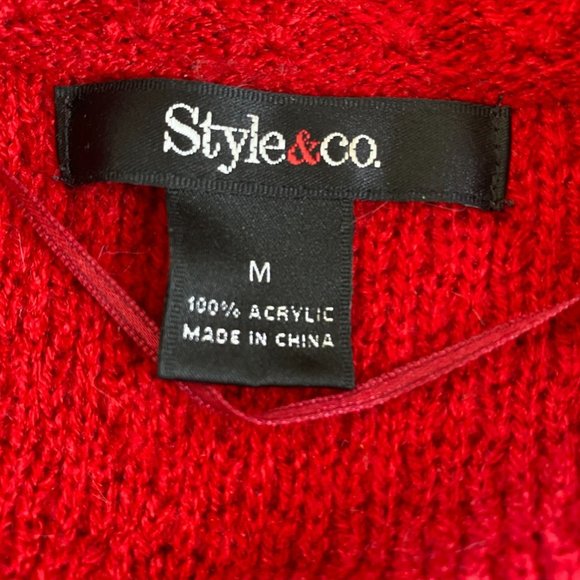 Style&co.
M
100% ACRYLIC
MADE IN CHINA